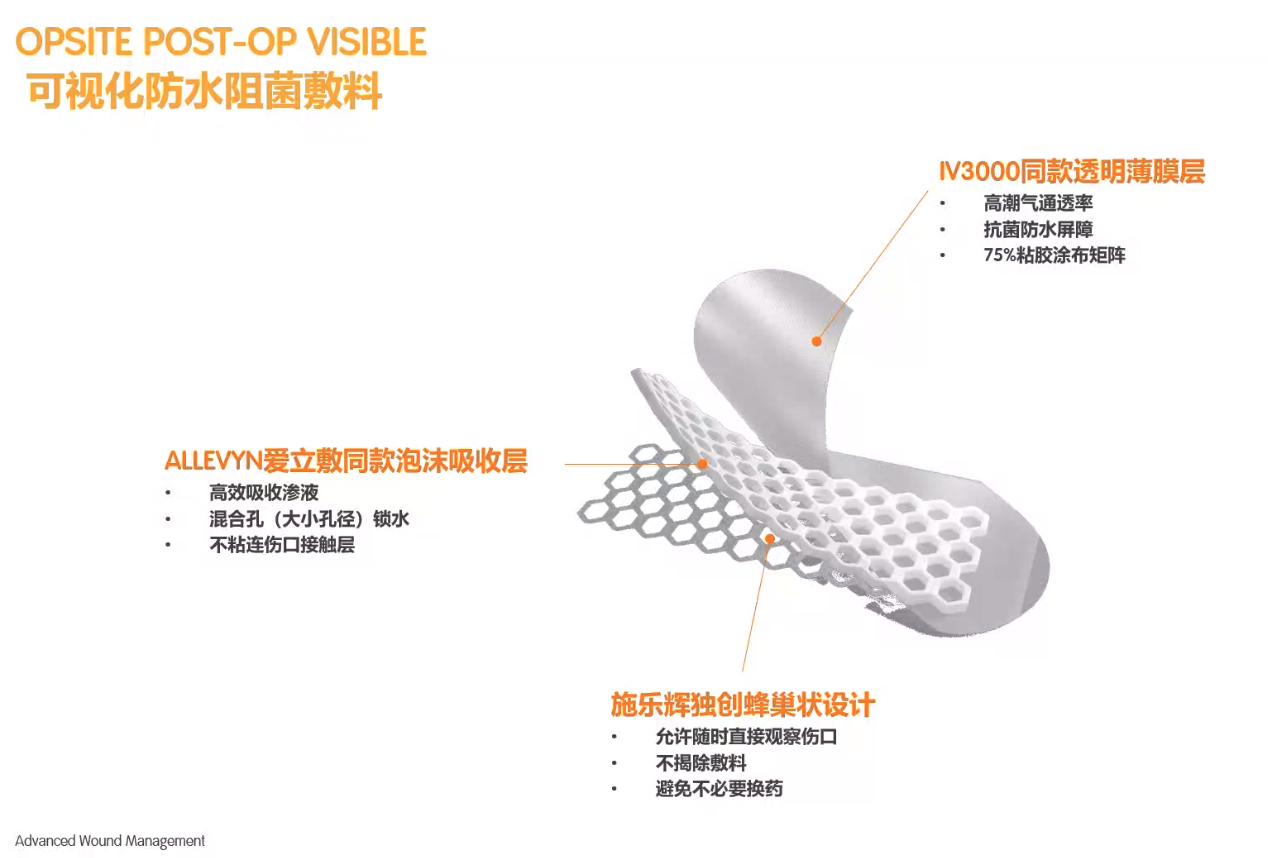 OPSITE POST-OP VISIBLE
可视化防水阻菌敷料
IV3000同款透明薄膜层
• 高潮气通透率
• 抗菌防水屏障
• 75%粘胶涂布矩阵
ALLEVYN爱立敷同款泡沫吸收层
• 高效吸收渗液
• 混合孔（大小孔径）锁水
• 不粘连伤口接触层
施乐辉独创蜂巢状设计
• 允许随时直接观察伤口
• 不揭除敷料
• 避免不必要换药
Advanced Wound Management